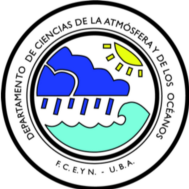 DEPARTAMENTO DE CIENCIAS DE LA ATMÓSFERA Y DE LOS OCÉANOS
F.C.E.Y N. - U.B.A.